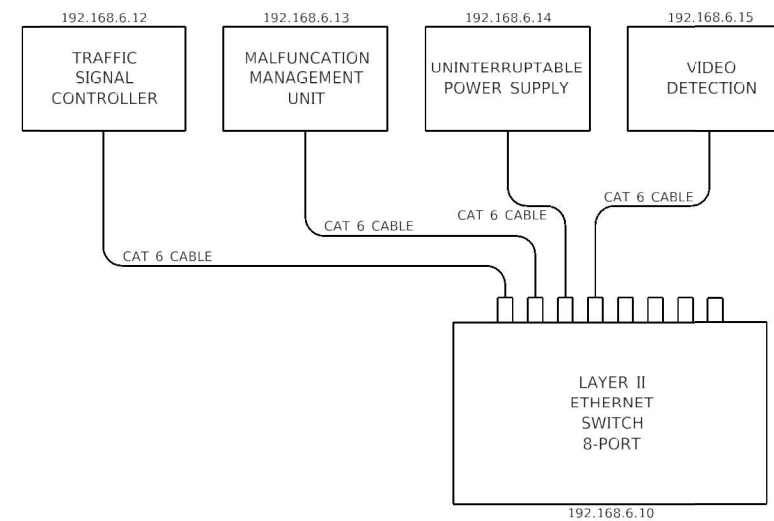 192.168.6.12
192.168.6.13
192.168.6.14
192.168.6.15
TRAFFIC
SIGNAL
CONTROLLER
MALFUNCATION
MANAGEMENT
UNIT
UNINTERRUPTABLE
POWER SUPPLY
VIDEO
DETECTION
CAT 6 CABLE
CAT 6 CABLE
CAT 6 CABLE
CAT 6 CABLE
LAYER II
ETHERNET
SWITCH
8-PORT
192.168.6.10